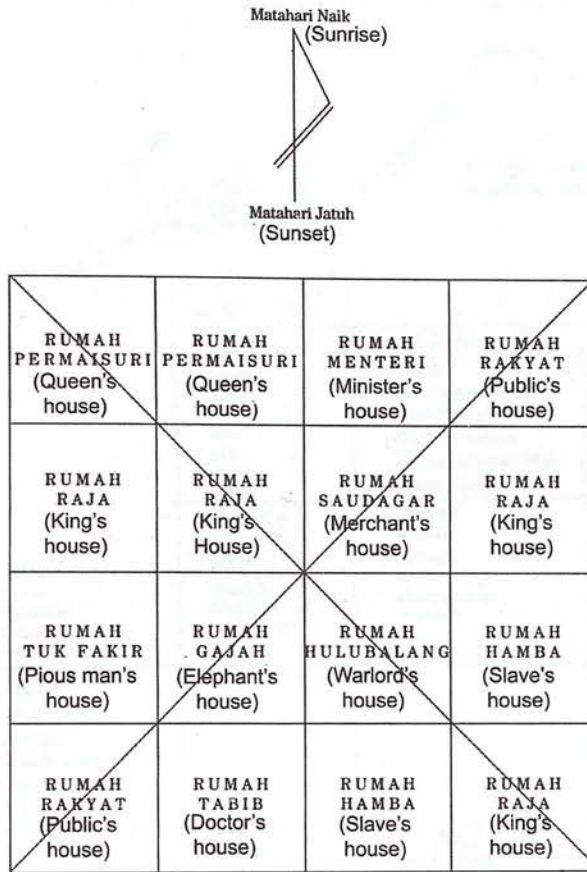 Matahari Naik
(Sunrise)
Matahari Jatuh
(Sunset)
RUMAH
PERMAISURI
(Queen's
house)
RUMAH
PERMAISURI
(Queen's
house)
RUMAH
MENTERI
(Minister's
house)
RUMAH
RAKYAT
(Public's
house)
RUMAH
RAJA
(King's
house)
RUMAH
RAJA
(King's
House)
RUMAH
SAUDAGAR
(Merchant's
house)
RUMAH
RAJA
(King's
house)
RUMAH
TUK FAKIR
(Pious man's
house)
RUMAH
GAJAH
(Elephant's
house)
RUMAH
HULUBALANG
(Warlord's
house)
RUMAH
HAMBA
(Slave's
house)
RUMAH
RAKYAT
(Public's
house)
RUMAH
TABIB
(Doctor's
house)
RUMAH
HAMBA
(Slave's
house)
RUMAH
RAJA
(King's
house)